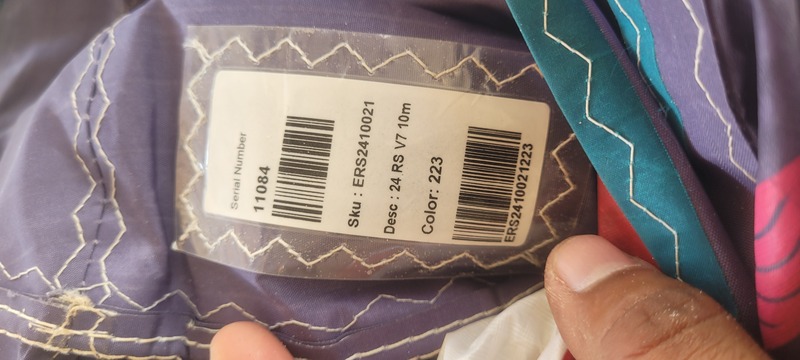 Serial Number
11084
Sku : ERS2410021
Desc : 24 RS V7 10m
Color: 223
ERS2410021223